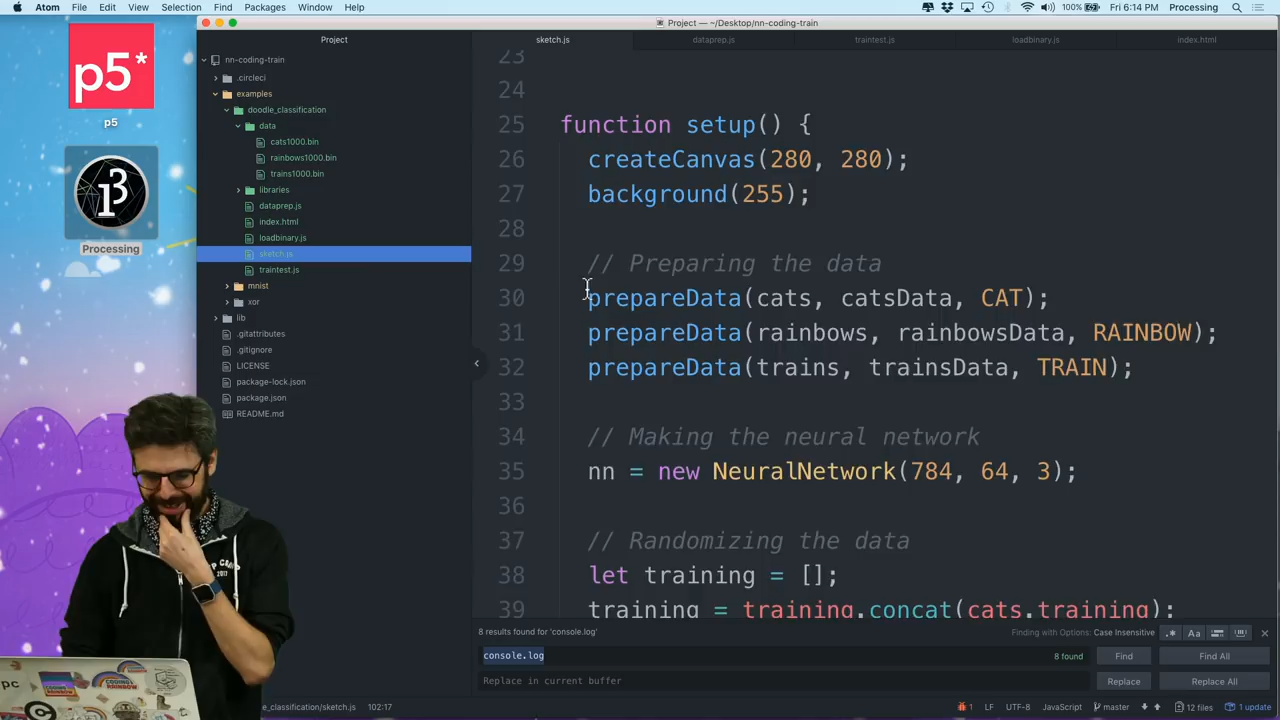 Atom File Edit View Selection Find Packages Window Help
100% Fri 6:14 PM Processing
Project — ~/Desktop/nn-coding-train
p5*
p5
Processing
Project
sketch.js dataprep.js traintest.js loadbinary.js index.html
nn-coding-train
.circleci
examples
doodle_classification
data
cats1000.bin
rainbows1000.bin
trains1000.bin
libraries
dataprep.js
index.html
loadbinary.js
sketch.js
traintest.js
mnist
xor
lib
.gitattributes
.gitignore
LICENSE
package-lock.json
package.json
README.md
23
24
25 function setup() {
26 createCanvas(280, 280);
27 background(255);
28
29 // Preparing the data
30 prepareData(cats, catsData, CAT);
31 prepareData(rainbows, rainbowsData, RAINBOW);
32 prepareData(trains, trainsData, TRAIN);
33
34 // Making the neural network
35 nn = new NeuralNetwork(784, 64, 3);
36
37 // Randomizing the data
38 let training = [];
39 training = training.concat(cats.training);
8 results found for 'console.log' Finding with Options: Case Insensitive .* Aa
console.log 8 found Find Find All
Replace in current buffer Replace Replace All
_classification/sketch.js 102:17 1 LF UTF-8 JavaScript master 12 files 1 update